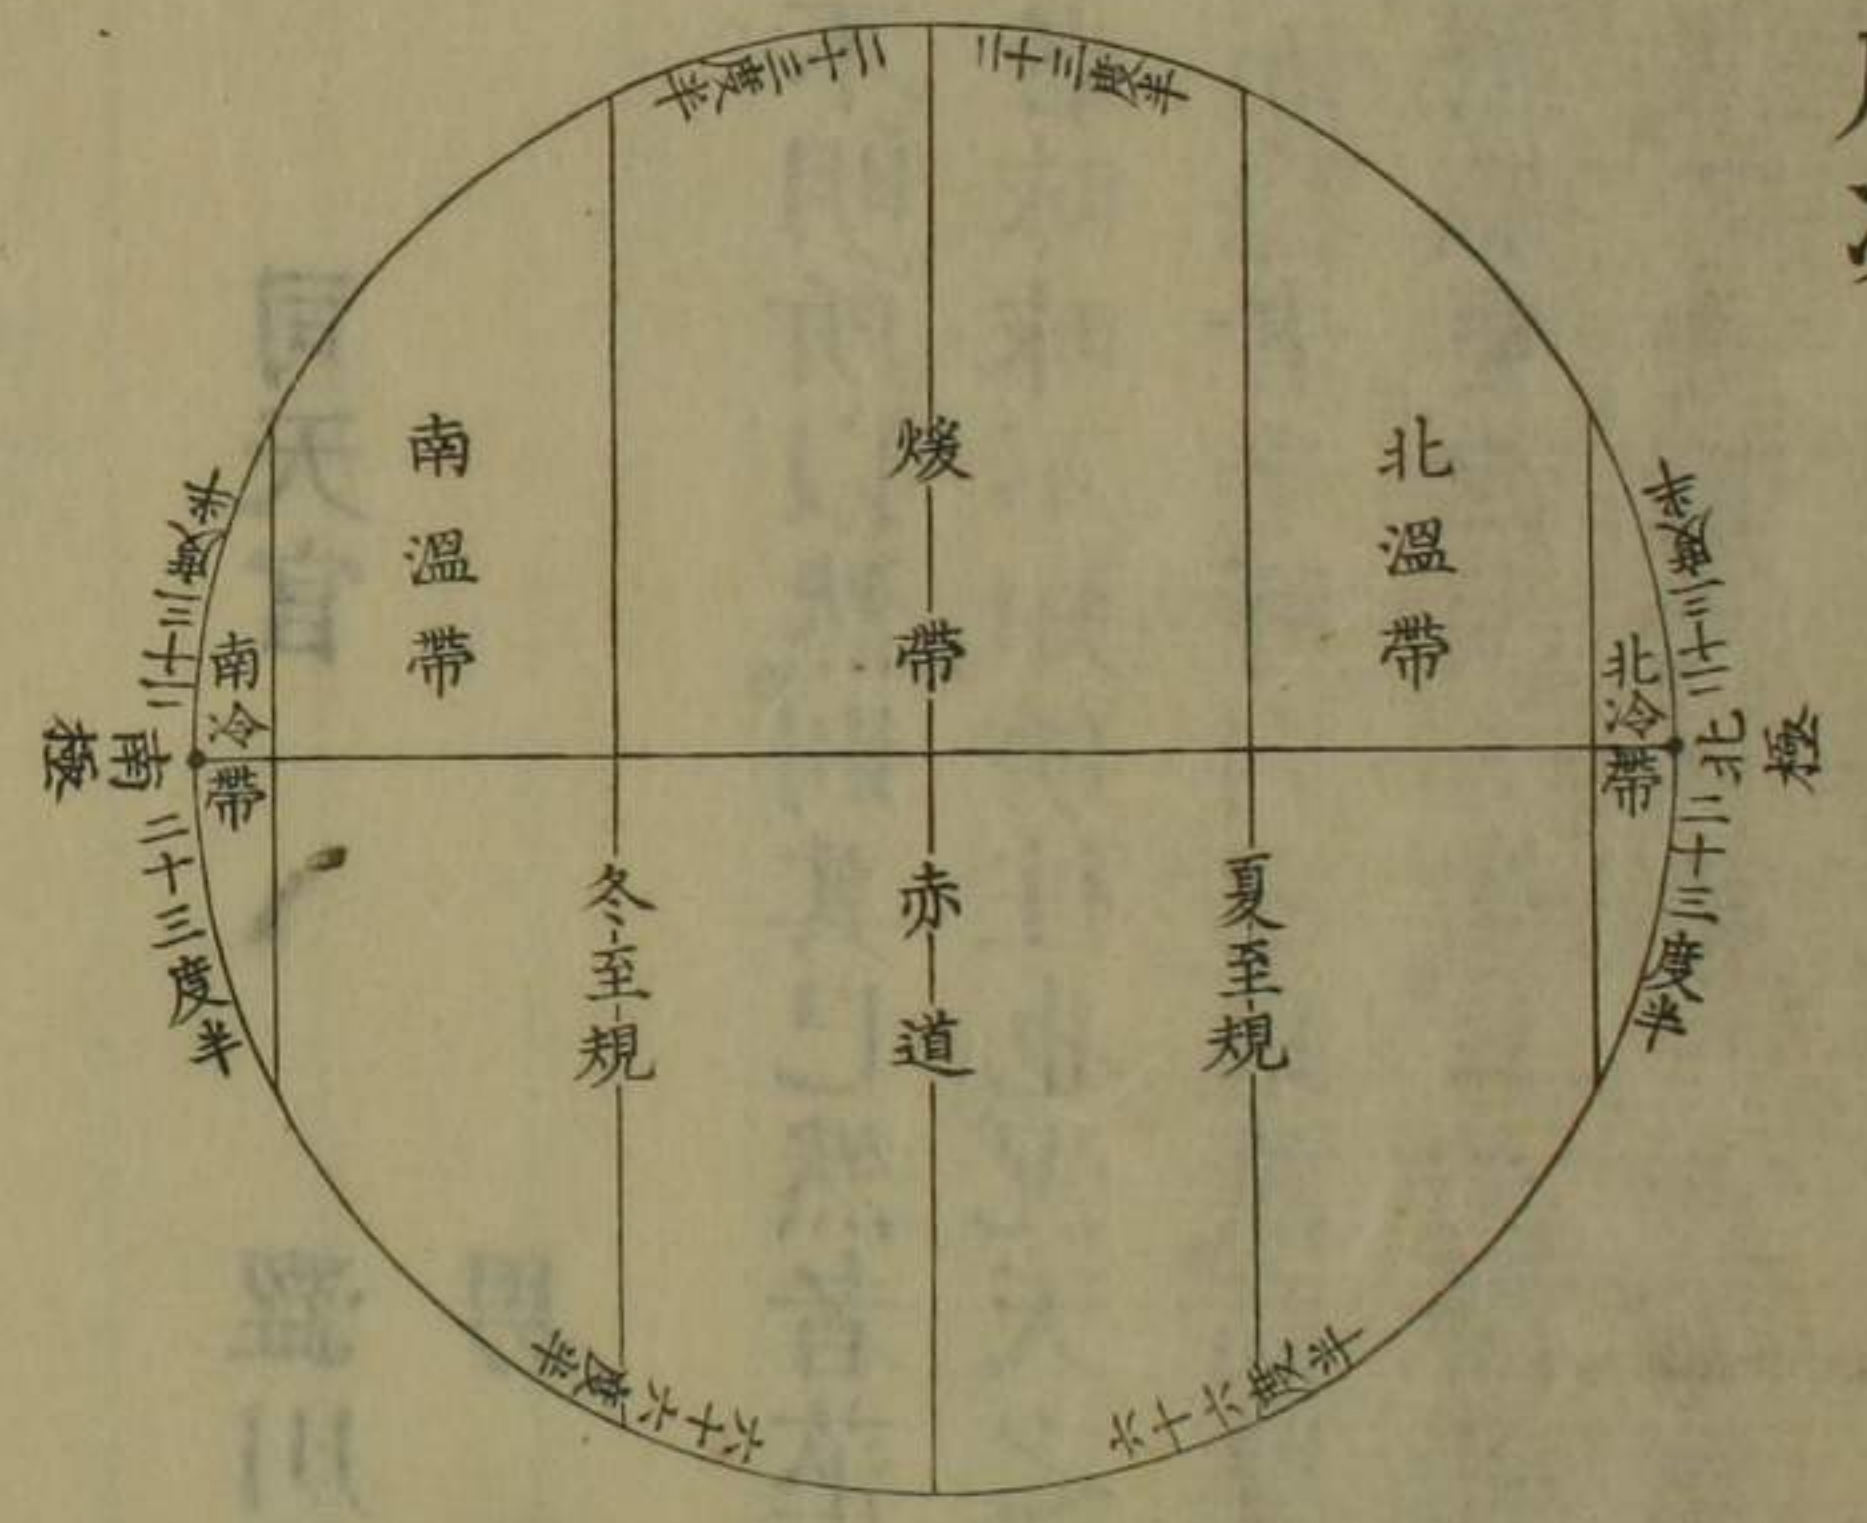 二十三度半
二十三度半
北溫帶
煖帶
南溫帶
二十三度半
北冷帶
北極
二十三度半
二十三度半
南冷帶
南極
二十三度半
夏至規
赤道
冬至規
六十六度半
六十六度半